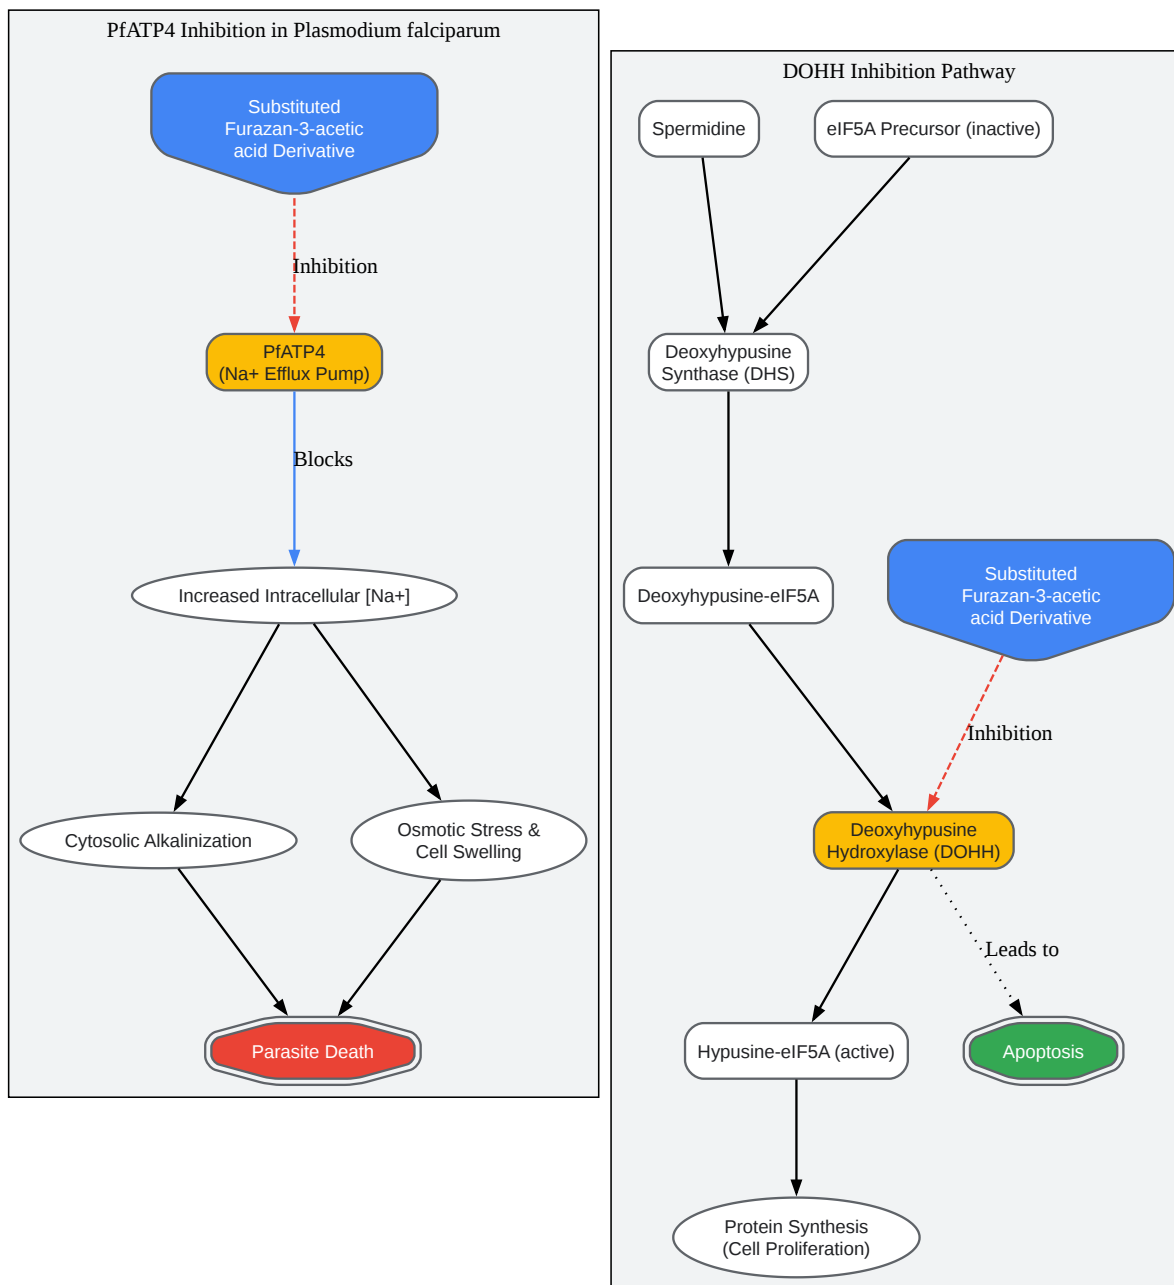 PfATP4 Inhibition in Plasmodium falciparum
Substituted
Furazan-3-acetic
acid Derivative
Inhibition
PfATP4
(Na+ Efflux Pump)
Blocks
Increased Intracellular [Na+]
Cytosolic Alkalinization
Osmotic Stress &
Cell Swelling
Parasite Death
DOHH Inhibition Pathway
Spermidine
eIF5A Precursor (inactive)
Deoxyhypusine
Synthase (DHS)
Deoxyhypusine-eIF5A
Substituted
Furazan-3-acetic
acid Derivative
Inhibition
Deoxyhypusine
Hydroxylase (DOHH)
Leads to
Hypusine-eIF5A (active)
Apoptosis
Protein Synthesis
(Cell Proliferation)